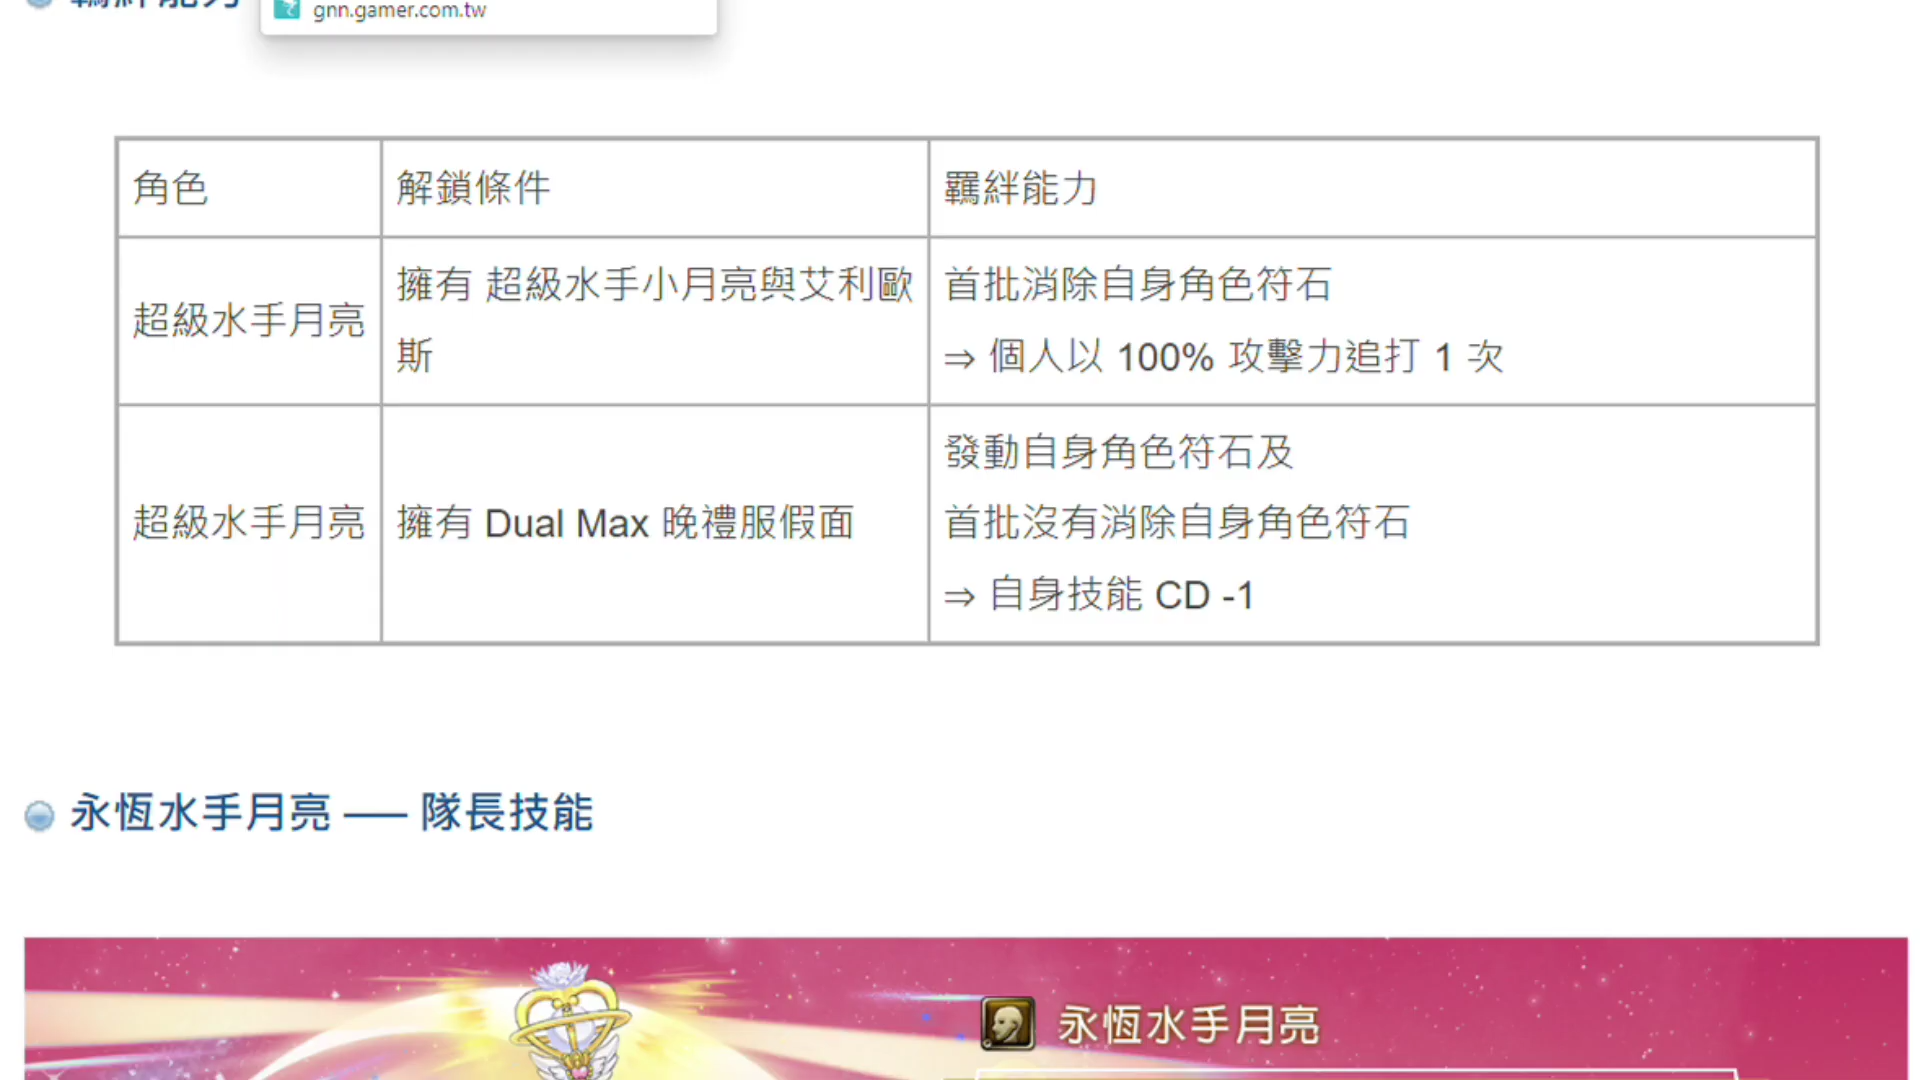 羈絆能力
gnn.gamer.com.tw
角色
解鎖條件
羈絆能力
超級水手月亮
擁有 超級水手小月亮與艾利歐
斯
首批消除自身角色符石
⇒ 個人以 100% 攻擊力追打 1 次
超級水手月亮
擁有 Dual Max 晚禮服假面
發動自身角色符石及
首批沒有消除自身角色符石
⇒ 自身技能 CD -1
永恆水手月亮 —— 隊長技能
永恆水手月亮